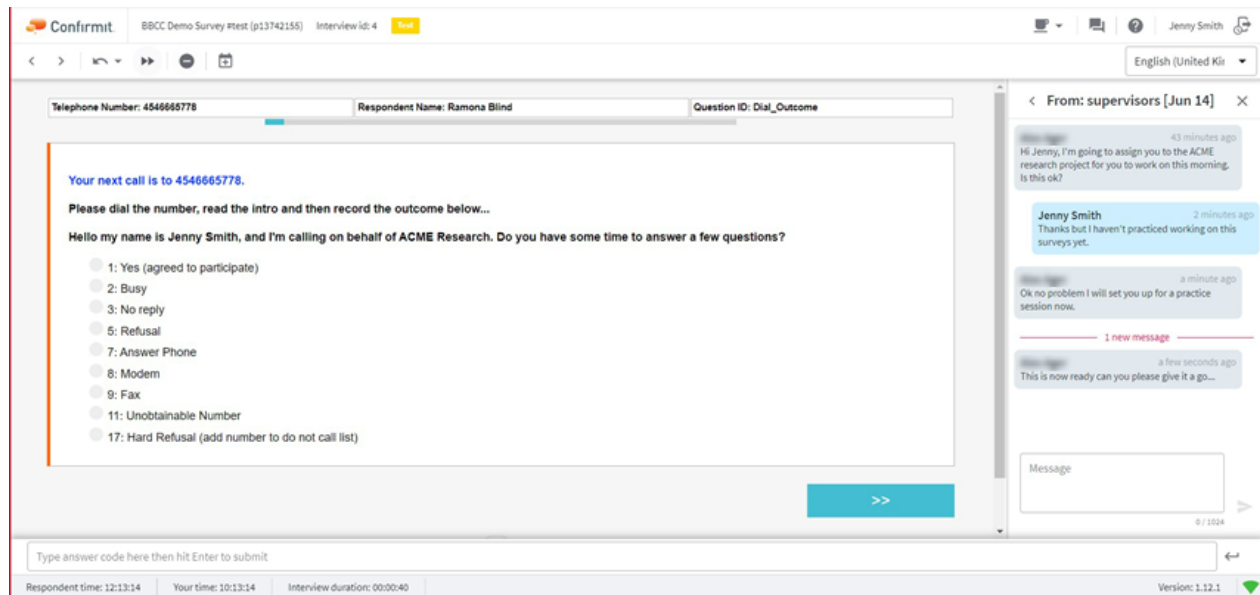 Confirmit. BBCC Demo Survey #test (p13742155) Interview id: 4 Test Jenny Smith
English (United Kir
Telephone Number: 4546665778 Respondent Name: Ramona Blind Question ID: Dial_Outcome
Your next call is to 4546665778.
Please dial the number, read the intro and then record the outcome below...
Hello my name is Jenny Smith, and I'm calling on behalf of ACME Research. Do you have some time to answer a few questions?
1: Yes (agreed to participate)
2: Busy
3: No reply
5: Refusal
7: Answer Phone
8: Modem
9: Fax
11: Unobtainable Number
17: Hard Refusal (add number to do not call list)
>>
From: supervisors [Jun 14]
43 minutes ago
Hi Jenny, I'm going to assign you to the ACME
research project for you to work on this morning.
Is this ok?
Jenny Smith 2 minutes ago
Thanks but I haven't practiced working on this
surveys yet.
a minute ago
Ok no problem I will set you up for a practice
session now.
1 new message
a few seconds ago
This is now ready can you please give it a go...
Message
0 / 1024
Type answer code here then hit Enter to submit
Respondent time: 12:13:14 Your time: 10:13:14 Interview duration: 00:00:40 Version: 1.12.1